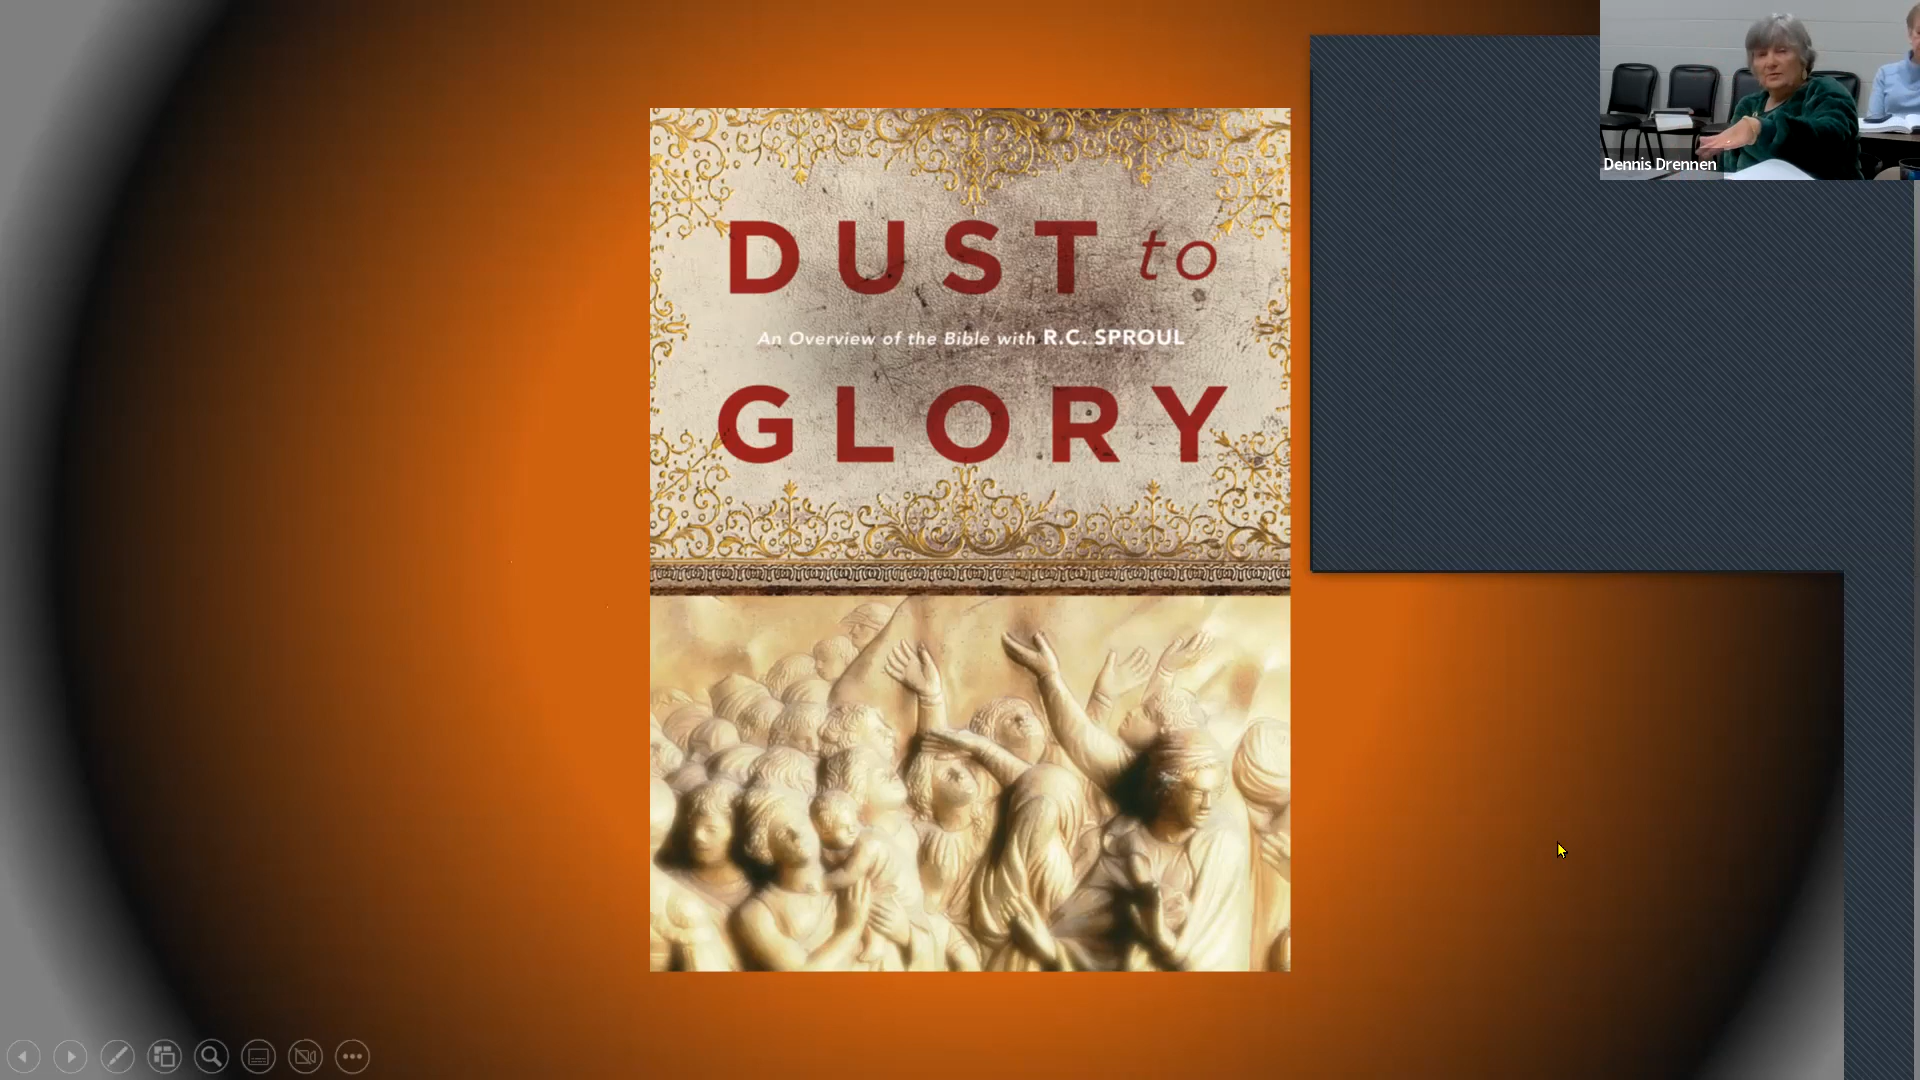 Dennis Drennen
DUST to
An Overview of the Bible with R.C. SPROUL
GLORY